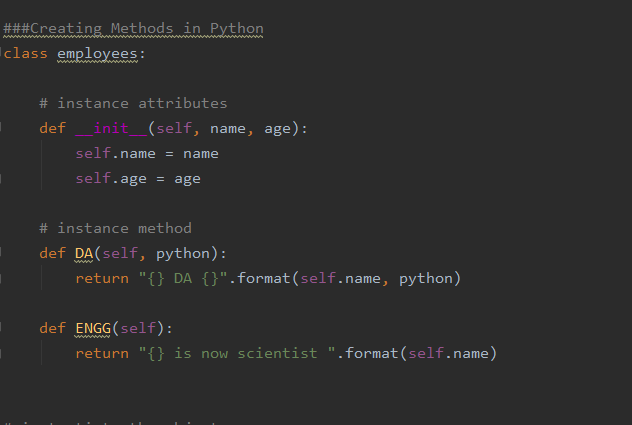 ###Creating Methods in Python
class employees:
# instance attributes
def __init__(self, name, age):
self.name = name
self.age = age
# instance method
def DA(self, python):
return "{} DA {}".format(self.name, python)
def ENGG(self):
return "{} is now scientist ".format(self.name)